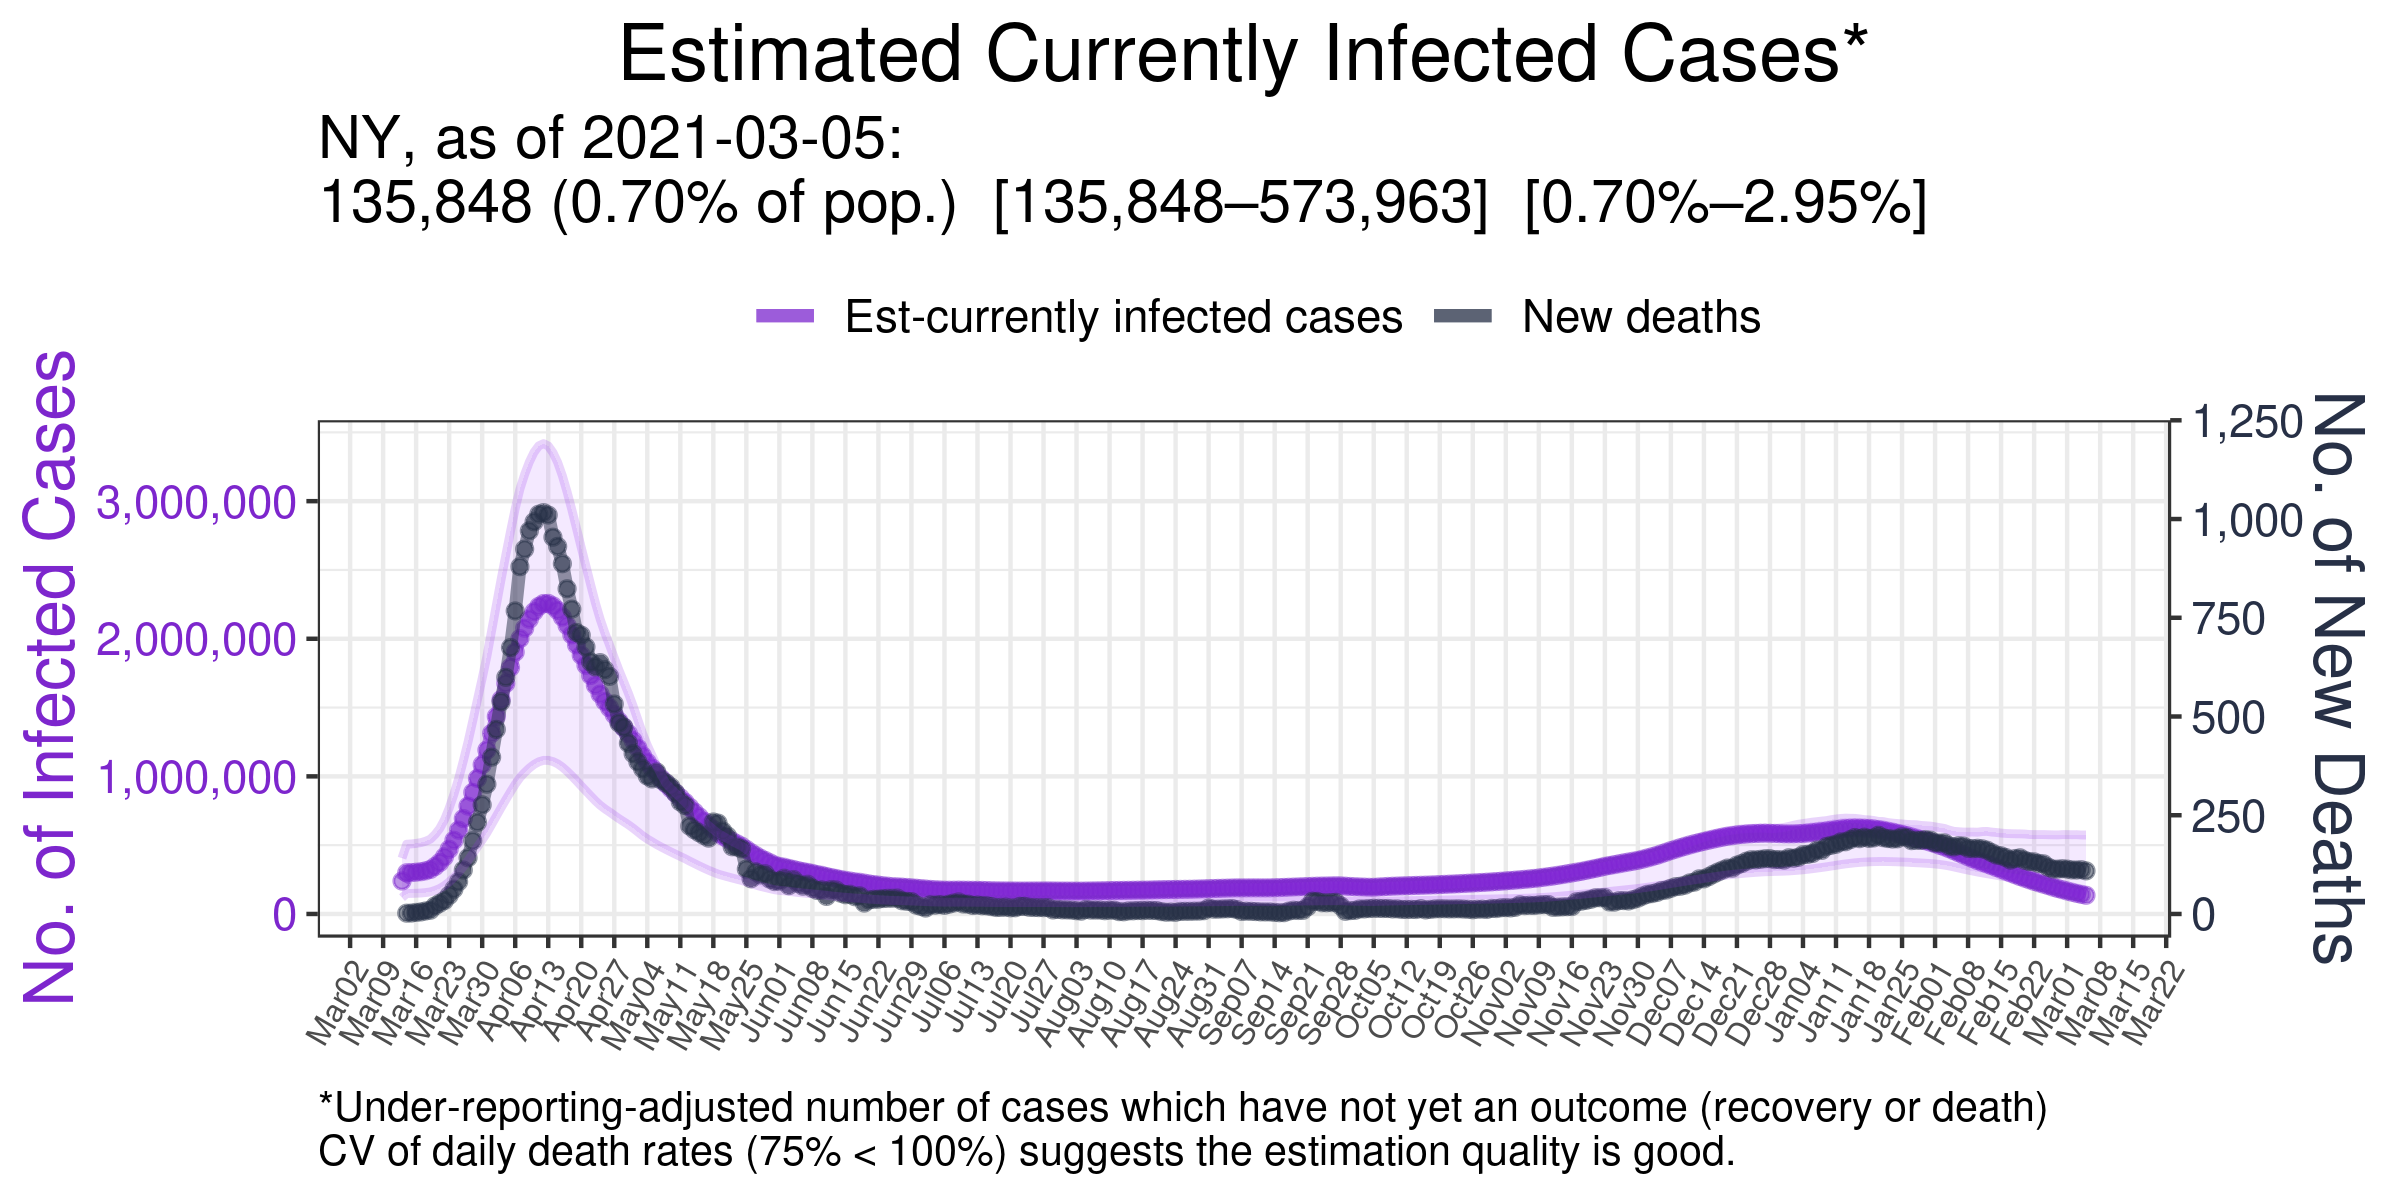 Estimated Currently Infected Cases*
NY, as of 2021-03-05:
135,848 (0.70% of pop.)  [135,848–573,963]  [0.70%–2.95%]
Est-currently infected cases
New deaths
No. of Infected Cases
3,000,000
2,000,000
1,000,000
0
1,250
1,000
750
500
250
0
No. of New Deaths
Mar02
Mar09
Mar16
Mar23
Mar30
Apr06
Apr13
Apr20
Apr27
May04
May11
May18
May25
Jun01
Jun08
Jun15
Jun22
Jun29
Jul06
Jul13
Jul20
Jul27
Aug03
Aug10
Aug17
Aug24
Aug31
Sep07
Sep14
Sep21
Sep28
Oct05
Oct12
Oct19
Oct26
Nov02
Nov09
Nov16
Nov23
Nov30
Dec07
Dec14
Dec21
Dec28
Jan04
Jan11
Jan18
Jan25
Feb01
Feb08
Feb15
Feb22
Mar01
Mar08
Mar15
Mar22
*Under-reporting-adjusted number of cases which have not yet an outcome (recovery or death)
CV of daily death rates (75% < 100%) suggests the estimation quality is good.